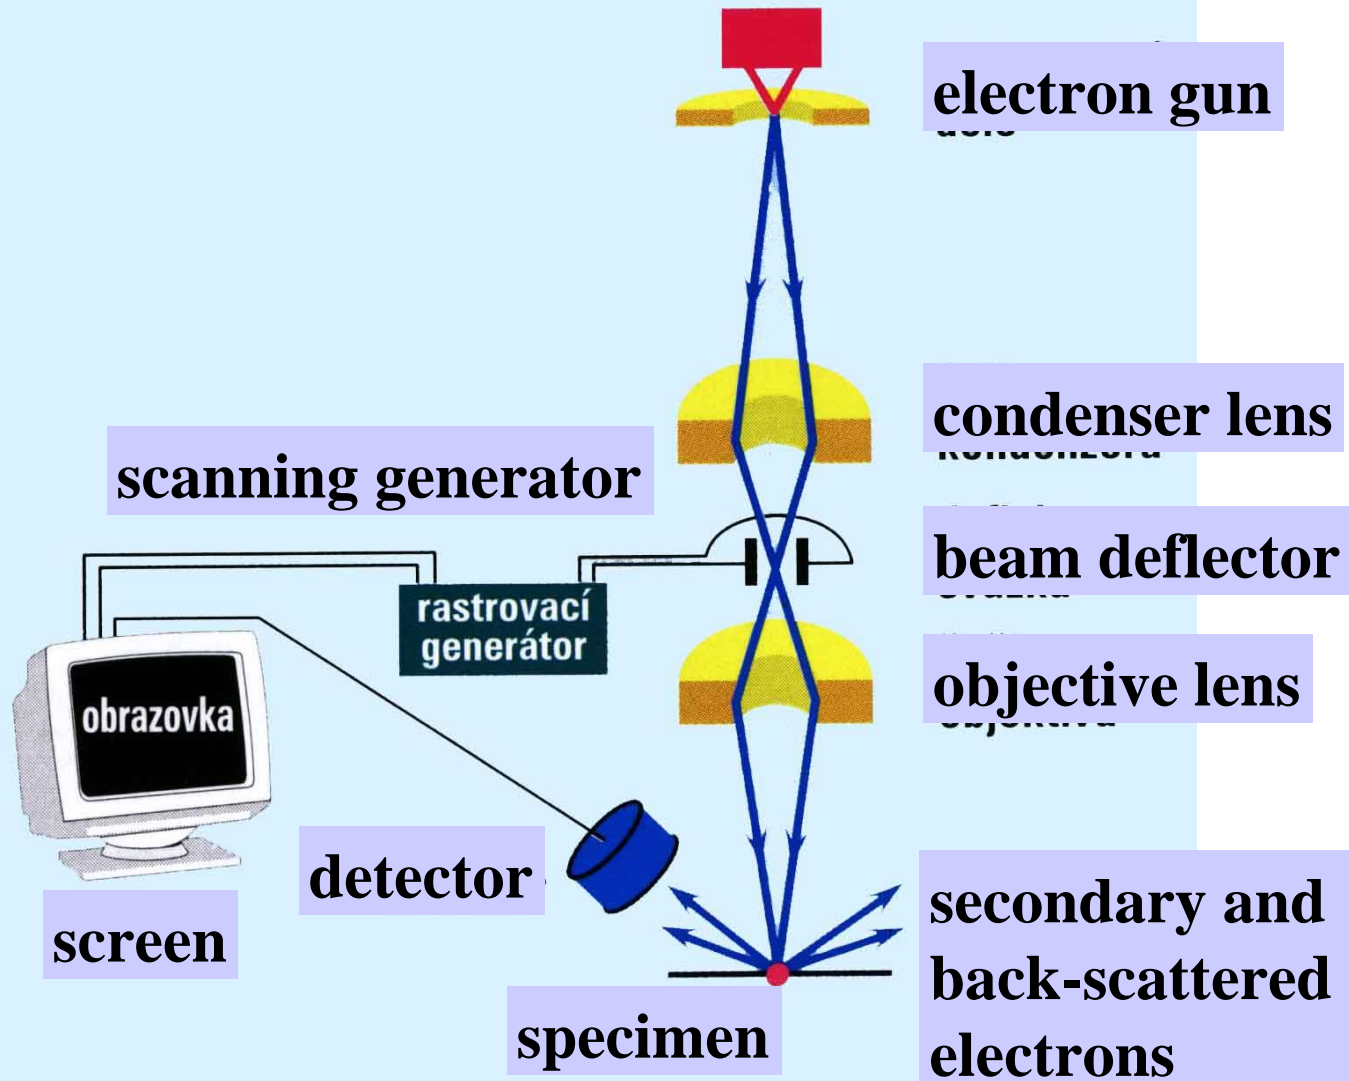 electron gun
condenser lens
scanning generator
beam deflector
rastrovací
generátor
objective lens
obrazovka
detector
screen
secondary and
back-scattered
electrons
specimen